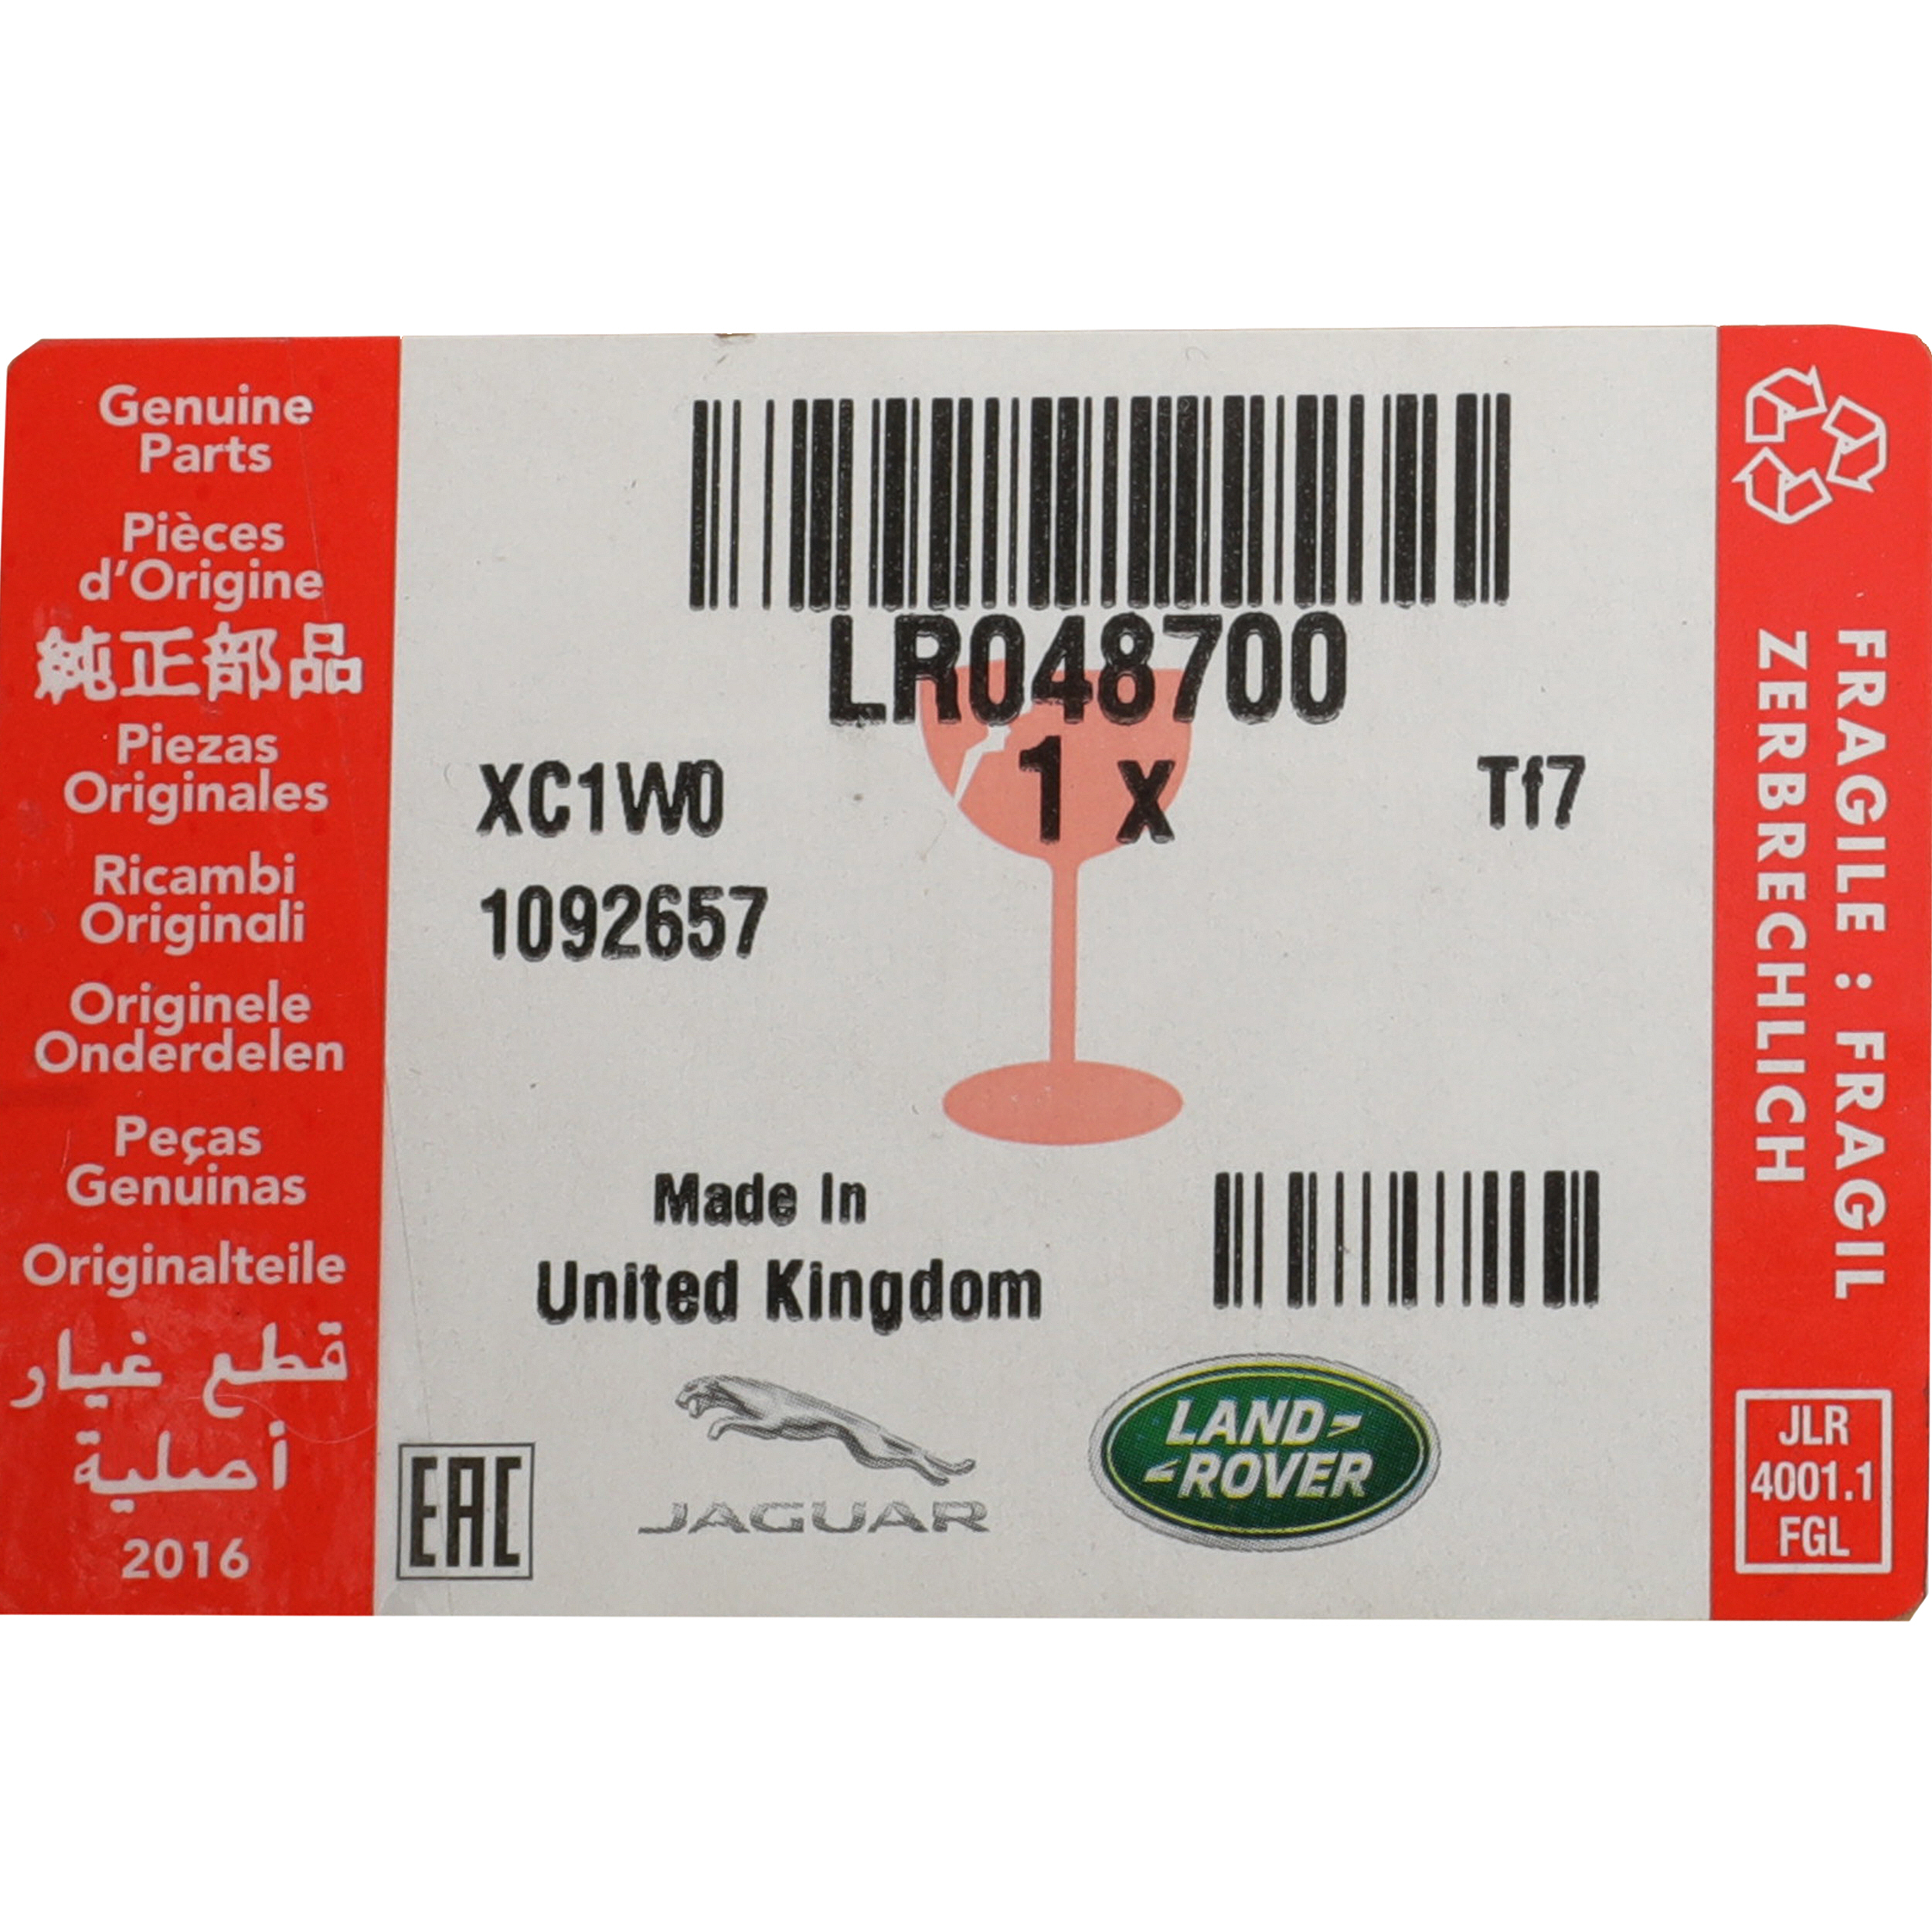 Genuine
Parts
Pièces
d'Origine
純正部品
Piezas
Originales
Ricambi
Originali
Originele
Onderdelen
Peças
Genuinas
Originalteile
قطع غيار
أصلية
2016
LR048700
XC1W0
1 x
Tf7
1092657
Made In
United Kingdom
EAC
JAGUAR
LAND
ROVER
FRAGILE : FRAGIL
ZERBRECHLICH
JLR
4001.1
FGL